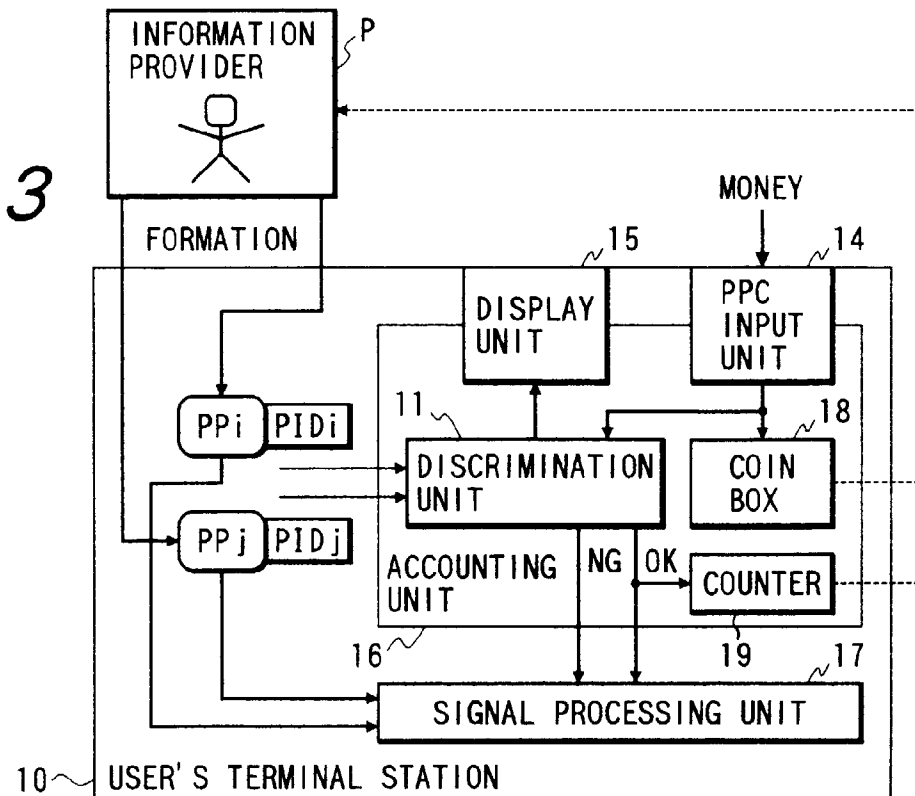 INFORMATION
PROVIDER
P
3
FORMATION
MONEY
15
14
DISPLAY
UNIT
PPC
INPUT
UNIT
11
18
PPi
PIDi
DISCRIMINATION
UNIT
COIN
BOX
PPj
PIDj
NG
OK
ACCOUNTING
UNIT
COUNTER
16
19
17
SIGNAL PROCESSING UNIT
10
USER'S TERMINAL STATION